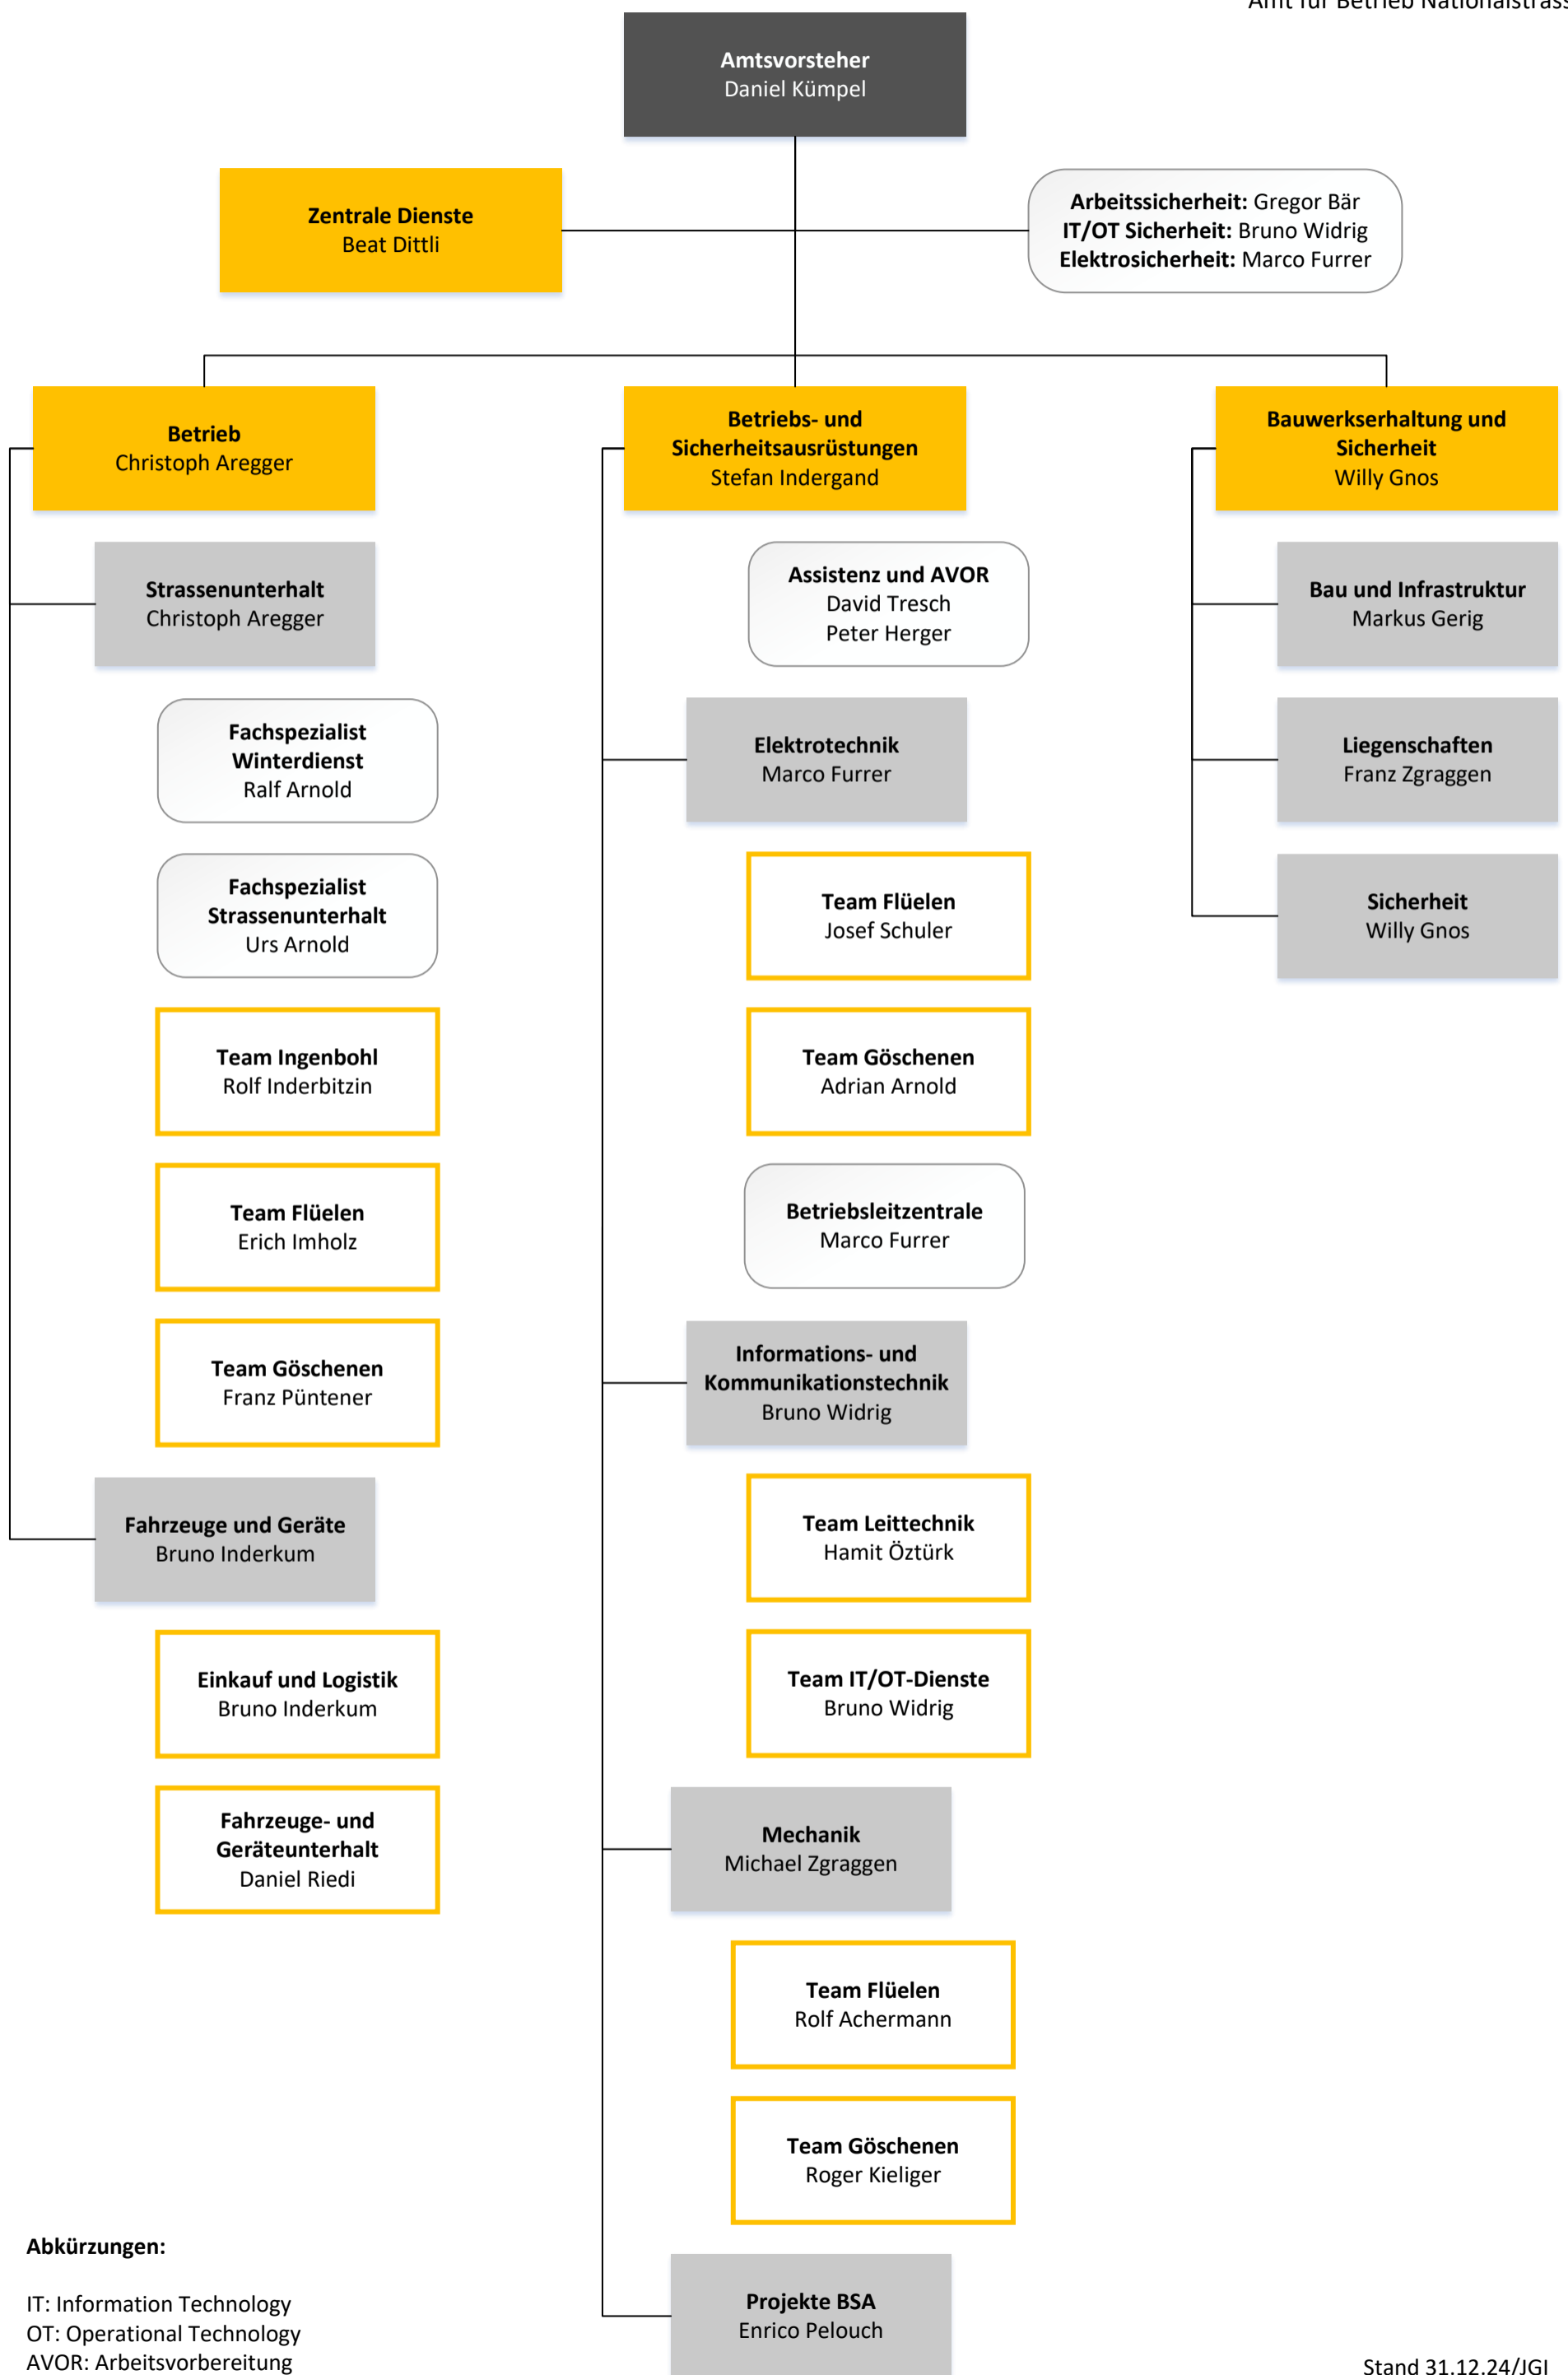 Amt für Betrieb Nationalstrass
Amtsvorsteher
Daniel Kümpel
Zentrale Dienste
Beat Dittli
Arbeitssicherheit: Gregor Bär
IT/OT Sicherheit: Bruno Widrig
Elektrosicherheit: Marco Furrer
Betrieb
Christoph Aregger
Strassenunterhalt
Christoph Aregger
Fachspezialist
Winterdienst
Ralf Arnold
Fachspezialist
Strassenunterhalt
Urs Arnold
Team Ingenbohl
Rolf Inderbitzin
Team Flüelen
Erich Imholz
Team Göschenen
Franz Püntener
Fahrzeuge und Geräte
Bruno Inderkum
Einkauf und Logistik
Bruno Inderkum
Fahrzeuge- und
Geräteunterhalt
Daniel Riedi
Betriebs- und
Sicherheitsausrüstungen
Stefan Indergand
Assistenz und AVOR
David Tresch
Peter Herger
Elektrotechnik
Marco Furrer
Team Flüelen
Josef Schuler
Team Göschenen
Adrian Arnold
Betriebsleitzentrale
Marco Furrer
Informations- und
Kommunikationstechnik
Bruno Widrig
Team Leittechnik
Hamit Öztürk
Team IT/OT-Dienste
Bruno Widrig
Mechanik
Michael Zgraggen
Team Flüelen
Rolf Achermann
Team Göschenen
Roger Kieliger
Projekte BSA
Enrico Pelouch
Bauwerkserhaltung und
Sicherheit
Willy Gnos
Bau und Infrastruktur
Markus Gerig
Liegenschaften
Franz Zgraggen
Sicherheit
Willy Gnos
Abkürzungen:
IT: Information Technology
OT: Operational Technology
AVOR: Arbeitsvorbereitung
Stand 31.12.24/JGI